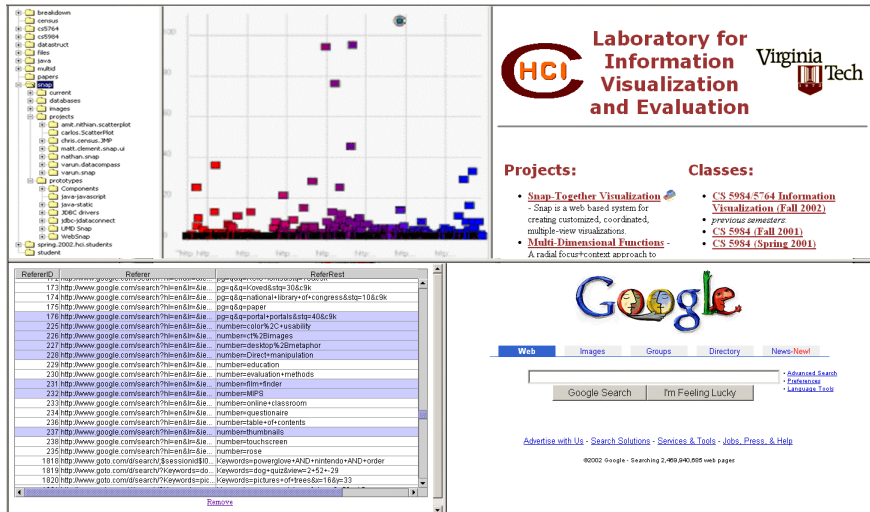 breakdown
census
cs5764
cs5984
datastruct
files
java
multid
papers
snap
current
databases
images
projects
amit.nithian.scatterplot
carlos.ScatterPlot
chris.census.JMP
matt.clement.snap.ui
nathan.snap
varun.datacompass
varun.snap
prototypes
Components
java-javascript
java-static
JDBC drivers
jdbo-jdataconnect
UMD Snap
WebSnap
spring.2002.hci.students
student
100
80
60
40
20
CHCI
Laboratory for
Information
Visualization
and Evaluation
Virginia
Tech
1872
Projects:
Snap-Together Visualization
- Snap is a web based system for
creating customized, coordinated,
multiple-view visualizations.
Multi-Dimensional Functions -
A radial focus+context approach to
Classes:
CS 5984/5764 Information
Visualization (Fall 2002)
previous semesters:
CS 5984 (Fall 2001)
CS 5984 (Spring 2001)
RefererID Referer ReferRest
173 http://www.google.com/search?hl=en&lr=&ie... pg=q&q=Koved&stq=30&c9k
174 http://www.google.com/search?hl=en&lr=&ie... pg=q&q=national+library+of+congress&stq=10&c9k
175 http://www.google.com/search?hl=en&lr=&ie... q=paper
176 http://www.google.com/search?hl=en&lr=&ie... pg=q&q=portal+portals&stq=40&c9k
225 http://www.google.com/search?hl=en&lr=&ie... number=color%2C+usability
226 http://www.google.com/search?hl=en&lr=&ie... number=ct%2Bimages
227 http://www.google.com/search?hl=en&lr=&ie... number=desktop%2Bmetaphor
228 http://www.google.com/search?hl=en&lr=&ie... number=Direct+manipulation
229 http://www.google.com/search?hl=en&lr=&ie... number=education
230 http://www.google.com/search?hl=en&lr=&ie... number=evaluation+methods
231 http://www.google.com/search?hl=en&lr=&ie... number=film+finder
232 http://www.google.com/search?hl=en&lr=&ie... number=MIPS
233 http://www.google.com/search?hl=en&lr=&ie... number=online+classroom
234 http://www.google.com/search?hl=en&lr=&ie... number=questionaire
236 http://www.google.com/search?hl=en&lr=&ie... number=table+of+contents
237 http://www.google.com/search?hl=en&lr=&ie... number=thumbnails
238 http://www.google.com/search?hl=en&lr=&ie... number=touchscreen
235 http://www.google.com/search?hl=en&lr=&ie... number=rose
1818 http://www.goto.com/d/search/;$sessionid$I0... Keywords=powerglove+AND+nintendo+AND+order
1819 http://www.goto.com/d/search/?Keywords=do... Keywords=dog+quiz&view=2+52+-29
1820 http://www.goto.com/d/search/?Keywords=pic... Keywords=pictures+of+trees&x=16&y=33
Remove
Google
Web Images Groups Directory News-New!
Advanced Search
Preferences
Language Tools
Google Search I'm Feeling Lucky
Advertise with Us - Search Solutions - Services & Tools - Jobs, Press, & Help
©2002 Google - Searching 2,469,940,685 web pages